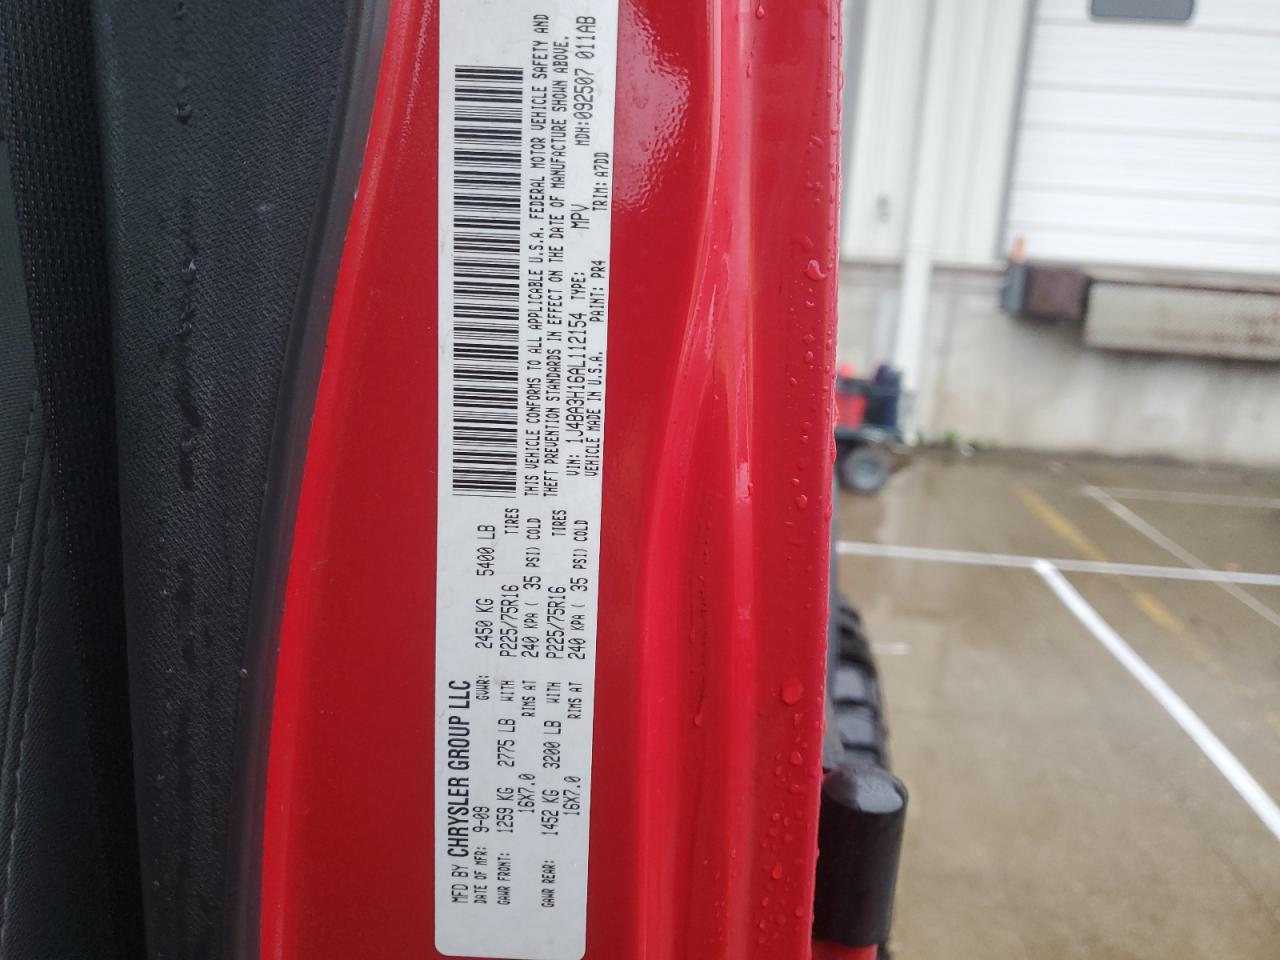 MFD BY CHRYSLER GROUP LLC
DATE OF MFR: 9-09 GVWR: 2450 KG 5400 LB
GAWR FRONT: 1259 KG 2775 LB WITH P225/75R16 TIRES
16X7.0 RIMS AT 240 KPA ( 35 PSI) COLD
GAWR REAR: 1452 KG 3200 LB WITH P225/75R16 TIRES
16X7.0 RIMS AT 240 KPA ( 35 PSI) COLD
THIS VEHICLE CONFORMS TO ALL APPLICABLE U.S.A. FEDERAL MOTOR VEHICLE SAFETY AND
THEFT PREVENTION STANDARDS IN EFFECT ON THE DATE OF MANUFACTURE SHOWN ABOVE.
VIN: 1J4BA3H16AL112154 TYPE: MPV MDH:092507 011AB
VEHICLE MADE IN U.S.A. PAINT: PR4 TRIM: A7DD